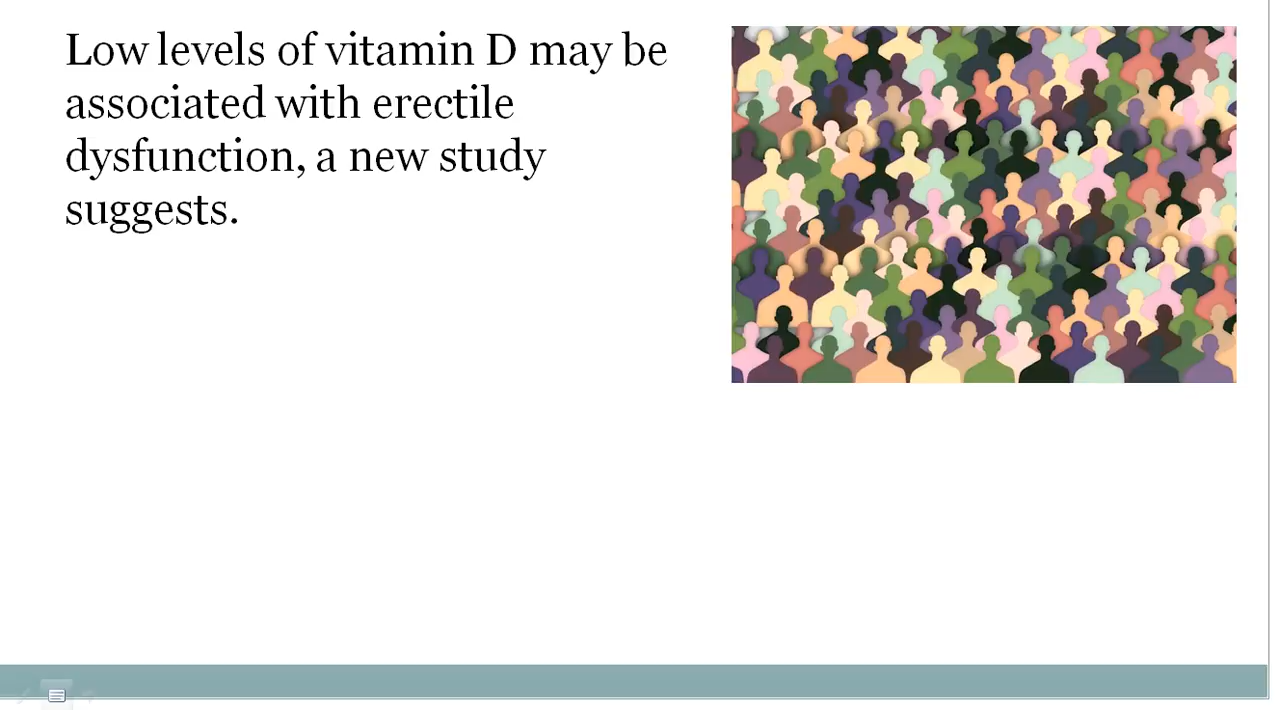 Low levels of vitamin D may be
associated with erectile
dysfunction, a new study
suggests.